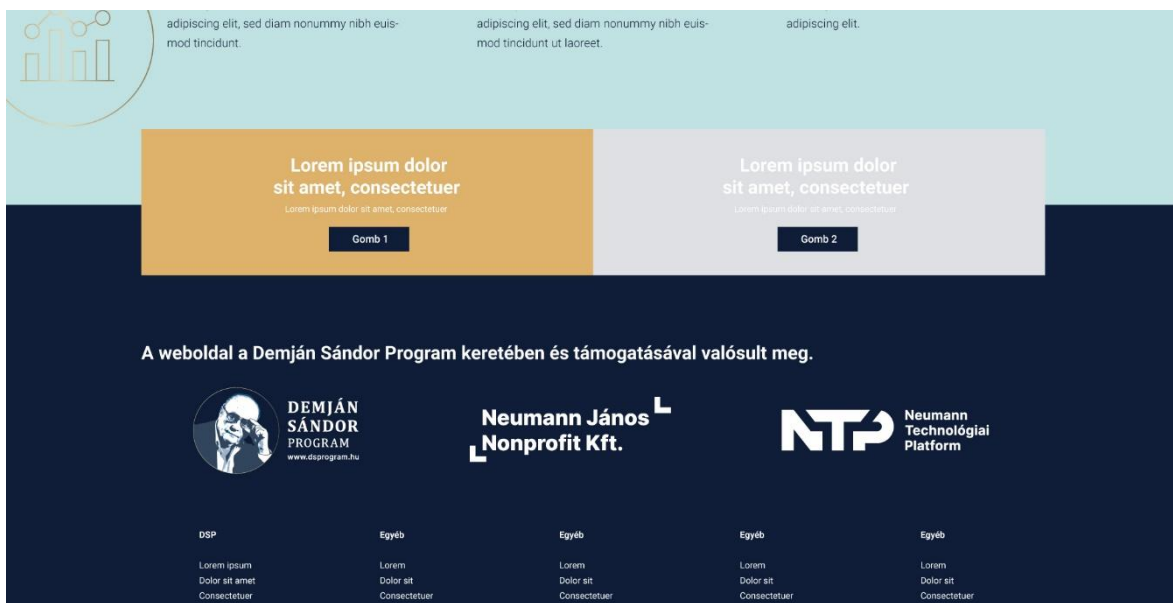 adipiscing elit, sed diam nonummy nibh euis-
mod tincidunt.
adipiscing elit, sed diam nonummy nibh euis-
mod tincidunt ut laoreet.
adipiscing elit.
Lorem ipsum dolor
sit amet, consectetuer
Lorem ipsum dolor sit amet, consectetuer
Gomb 1
Lorem ipsum dolor
sit amet, consectetuer
Lorem ipsum dolor sit amet, consectetuer
Gomb 2
A weboldal a Demján Sándor Program keretében és támogatásával valósult meg.
DEMJÁN
SÁNDOR
PROGRAM
www.dsprogram.hu
Neumann János
Nonprofit Kft.
NTP
Neumann
Technológiai
Platform
DSP
Lorem ipsum
Dolor sit amet
Consectetuer
Egyéb
Lorem
Dolor sit
Consectetuer
Egyéb
Lorem
Dolor sit
Consectetuer
Egyéb
Lorem
Dolor sit
Consectetuer
Egyéb
Lorem
Dolor sit
Consectetuer